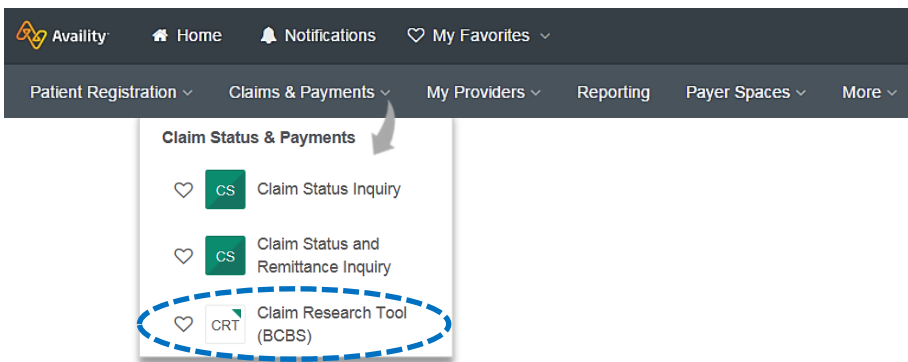 Availity Home Notifications My Favorites
Patient Registration Claims & Payments My Providers Reporting Payer Spaces More
Claim Status & Payments
CS Claim Status Inquiry
CS Claim Status and
Remittance Inquiry
CRT Claim Research Tool
(BCBS)